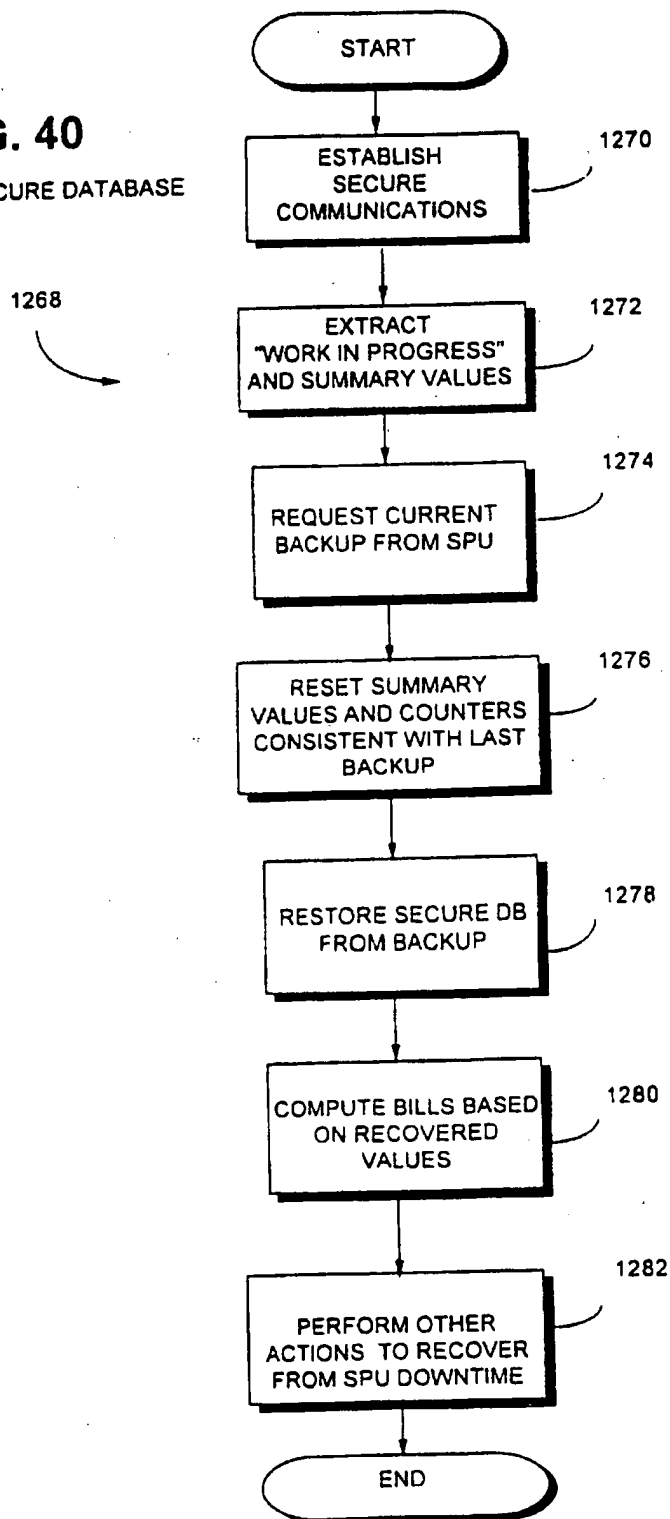 START
G. 40
CURE DATABASE
1268
ESTABLISH
SECURE
COMMUNICATIONS
1270
EXTRACT
"WORK IN PROGRESS"
AND SUMMARY VALUES
1272
REQUEST CURRENT
BACKUP FROM SPU
1274
RESET SUMMARY
VALUES AND COUNTERS
CONSISTENT WITH LAST
BACKUP
1276
RESTORE SECURE DB
FROM BACKUP
1278
COMPUTE BILLS BASED
ON RECOVERED
VALUES
1280
PERFORM OTHER
ACTIONS TO RECOVER
FROM SPU DOWNTIME
1282
END